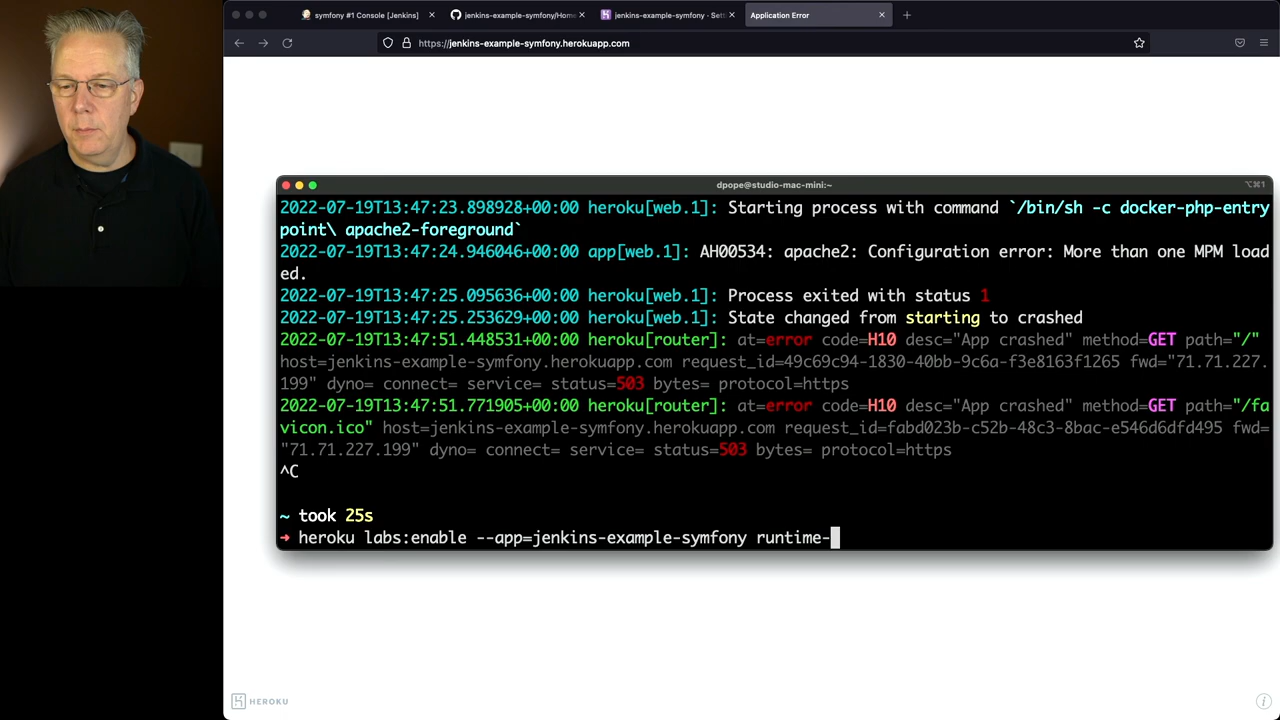 symfony #1 Console [Jenkins]
jenkins-example-symfony/Home
jenkins-example-symfony · Sett
Application Error
https://jenkins-example-symfony.herokuapp.com
dpope@studio-mac-mini:~
⌥⌘1
2022-07-19T13:47:23.898928+00:00 heroku[web.1]: Starting process with command `/bin/sh -c docker-php-entry
point\ apache2-foreground`
2022-07-19T13:47:24.946046+00:00 app[web.1]: AH00534: apache2: Configuration error: More than one MPM load
ed.
2022-07-19T13:47:25.095636+00:00 heroku[web.1]: Process exited with status 1
2022-07-19T13:47:25.253629+00:00 heroku[web.1]: State changed from starting to crashed
2022-07-19T13:47:51.448531+00:00 heroku[router]: at=error code=H10 desc="App crashed" method=GET path="/"
host=jenkins-example-symfony.herokuapp.com request_id=49c69c94-1830-40bb-9c6a-f3e8163f1265 fwd="71.71.227.
199" dyno= connect= service= status=503 bytes= protocol=https
2022-07-19T13:47:51.771905+00:00 heroku[router]: at=error code=H10 desc="App crashed" method=GET path="/fa
vicon.ico" host=jenkins-example-symfony.herokuapp.com request_id=fabd023b-c52b-48c3-8bac-e546d6dfd495 fwd=
"71.71.227.199" dyno= connect= service= status=503 bytes= protocol=https
^C
~ took 25s
➜ heroku labs:enable --app=jenkins-example-symfony runtime-
HEROKU